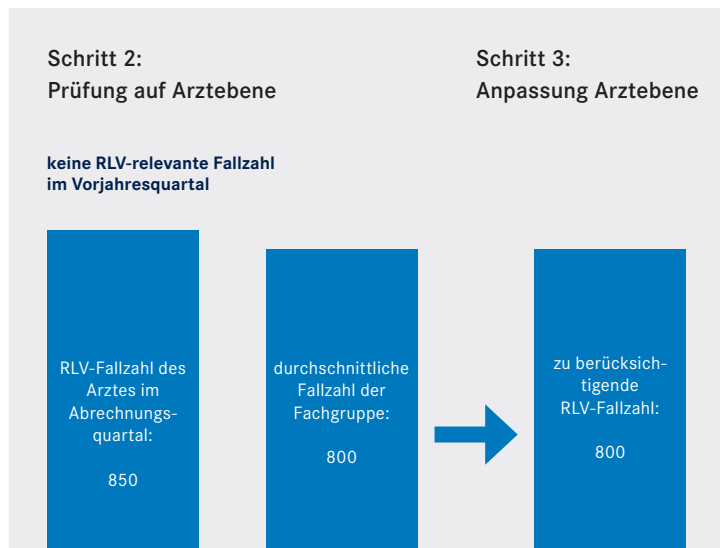 Schritt 2:
Prüfung auf Arztebene
Schritt 3:
Anpassung Arztebene
keine RLV-relevante Fallzahl
im Vorjahresquartal
RLV-Fallzahl des
Arztes im
Abrechnungs-
quartal:
850
durchschnittliche
Fallzahl der
Fachgruppe:
800
zu berücksich-
tigende
RLV-Fallzahl:
800